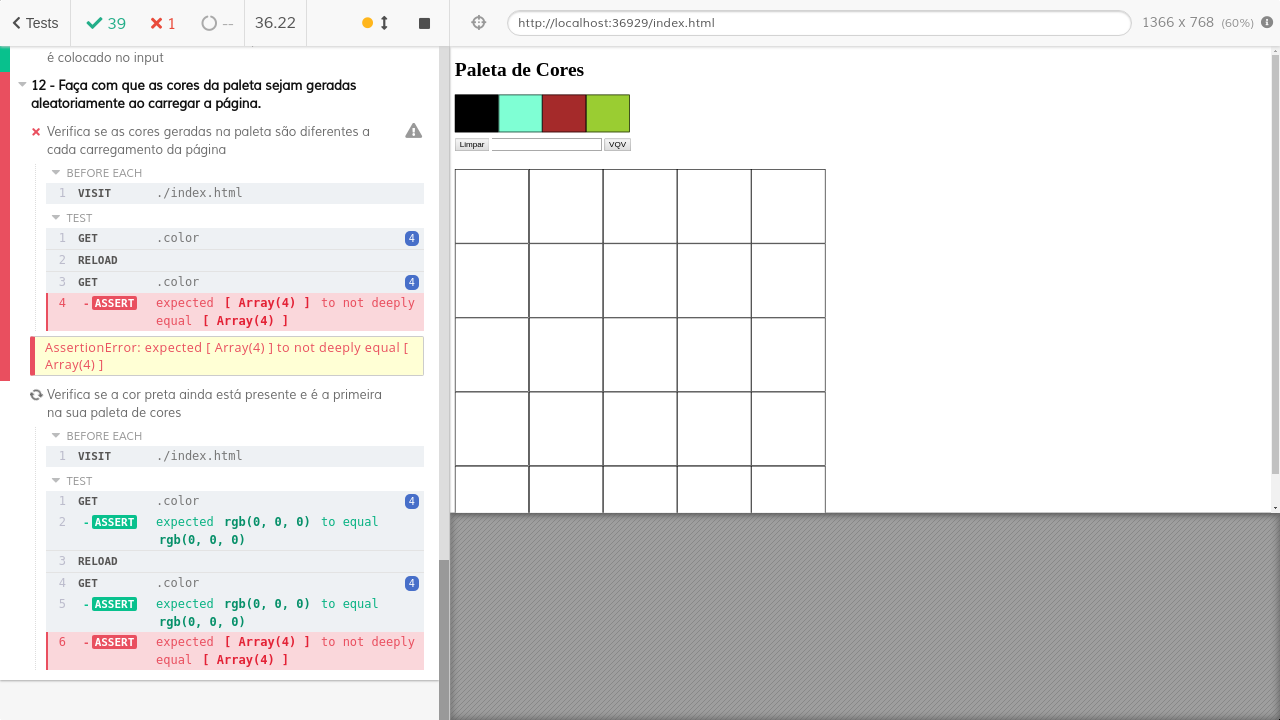 Tests 39 1 -- 36.22
http://localhost:36929/index.html 1366 x 768 (60%)
é colocado no input
12 - Faça com que as cores da paleta sejam geradas
aleatoriamente ao carregar a página.
Verifica se as cores geradas na paleta são diferentes a
cada carregamento da página
BEFORE EACH
1 VISIT ./index.html
TEST
1 GET .color 4
2 RELOAD
3 GET .color 4
4 -ASSERT expected [ Array(4) ] to not deeply
equal [ Array(4) ]
AssertionError: expected [ Array(4) ] to not deeply equal [
Array(4) ]
Verifica se a cor preta ainda está presente e é a primeira
na sua paleta de cores
BEFORE EACH
1 VISIT ./index.html
TEST
1 GET .color 4
2 -ASSERT expected rgb(0, 0, 0) to equal
rgb(0, 0, 0)
3 RELOAD
4 GET .color 4
5 -ASSERT expected rgb(0, 0, 0) to equal
rgb(0, 0, 0)
6 -ASSERT expected [ Array(4) ] to not deeply
equal [ Array(4) ]
Paleta de Cores
Limpar VQV